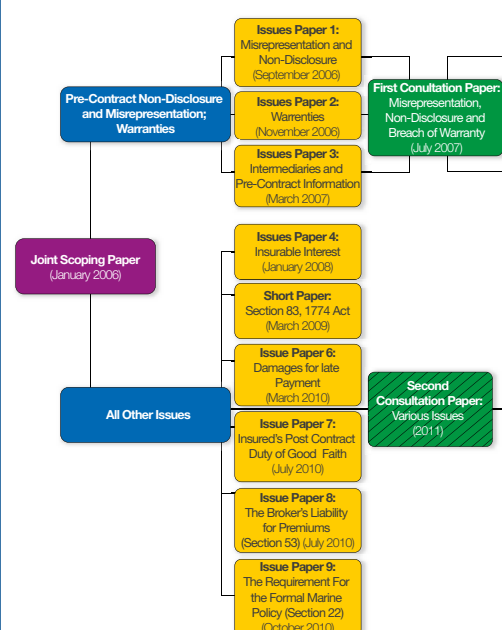 Issues Paper 1:
Misrepresentation and
Non-Disclosure
(September 2006)
Pre-Contract Non-Disclosure
and Misrepresentation;
Warranties
Issues Paper 2:
Warrenties
(November 2006)
First Conultation Paper:
Misrepresentation,
Non-Disclosure and
Breach of Warranty
(July 2007)
Issues Paper 3:
Intermediaries and
Pre-Contract Information
(March 2007)
Joint Scoping Paper
(January 2006)
Issues Paper 4:
Insurable Interest
(January 2008)
Short Paper:
Section 83, 1774 Act
(March 2009)
Issue Paper 6:
Damages for late
Payment
(March 2010)
All Other Issues
Second
Consultation Paper:
Various Issues
(2011)
Issue Paper 7:
Insured's Post Contract
Duty of Good Faith
(July 2010)
Issue Paper 8:
The Broker's Liability
for Premiums
(Section 53) (July 2010)
Issue Paper 9:
The Requirement For
the Formal Marine
Policy (Section 22)
(October 2010)